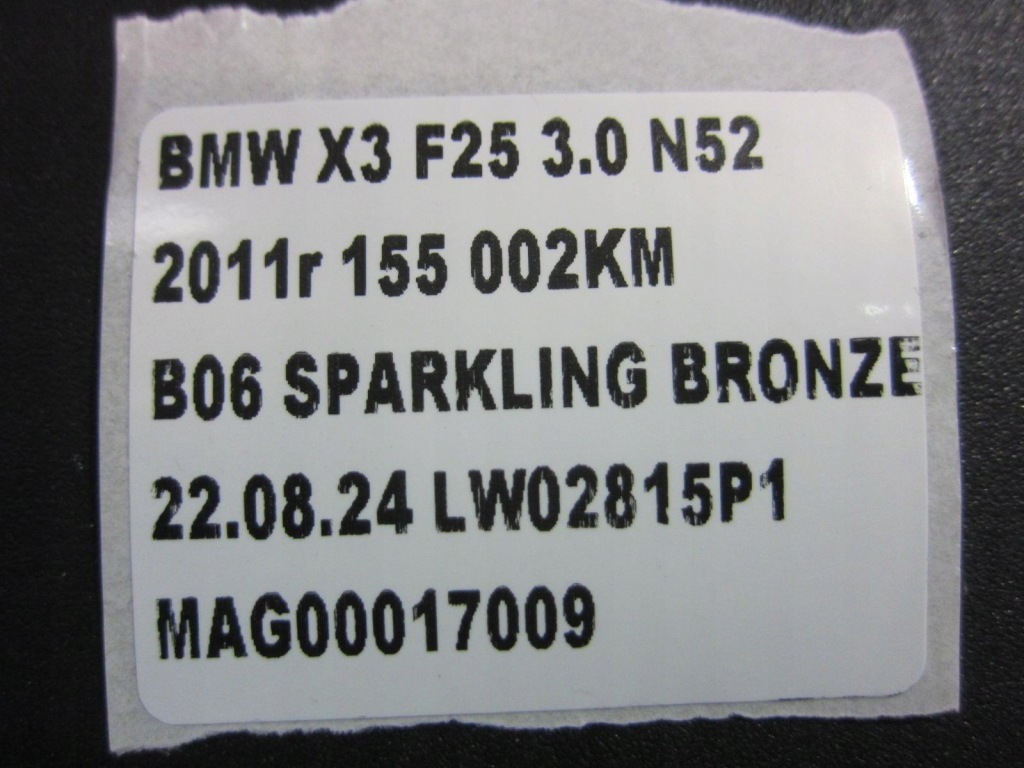 BMW X3 F25 3.0 N52
2011r 155 002KM
B06 SPARKLING BRONZE
22.08.24 LW02815P1
MAG00017009